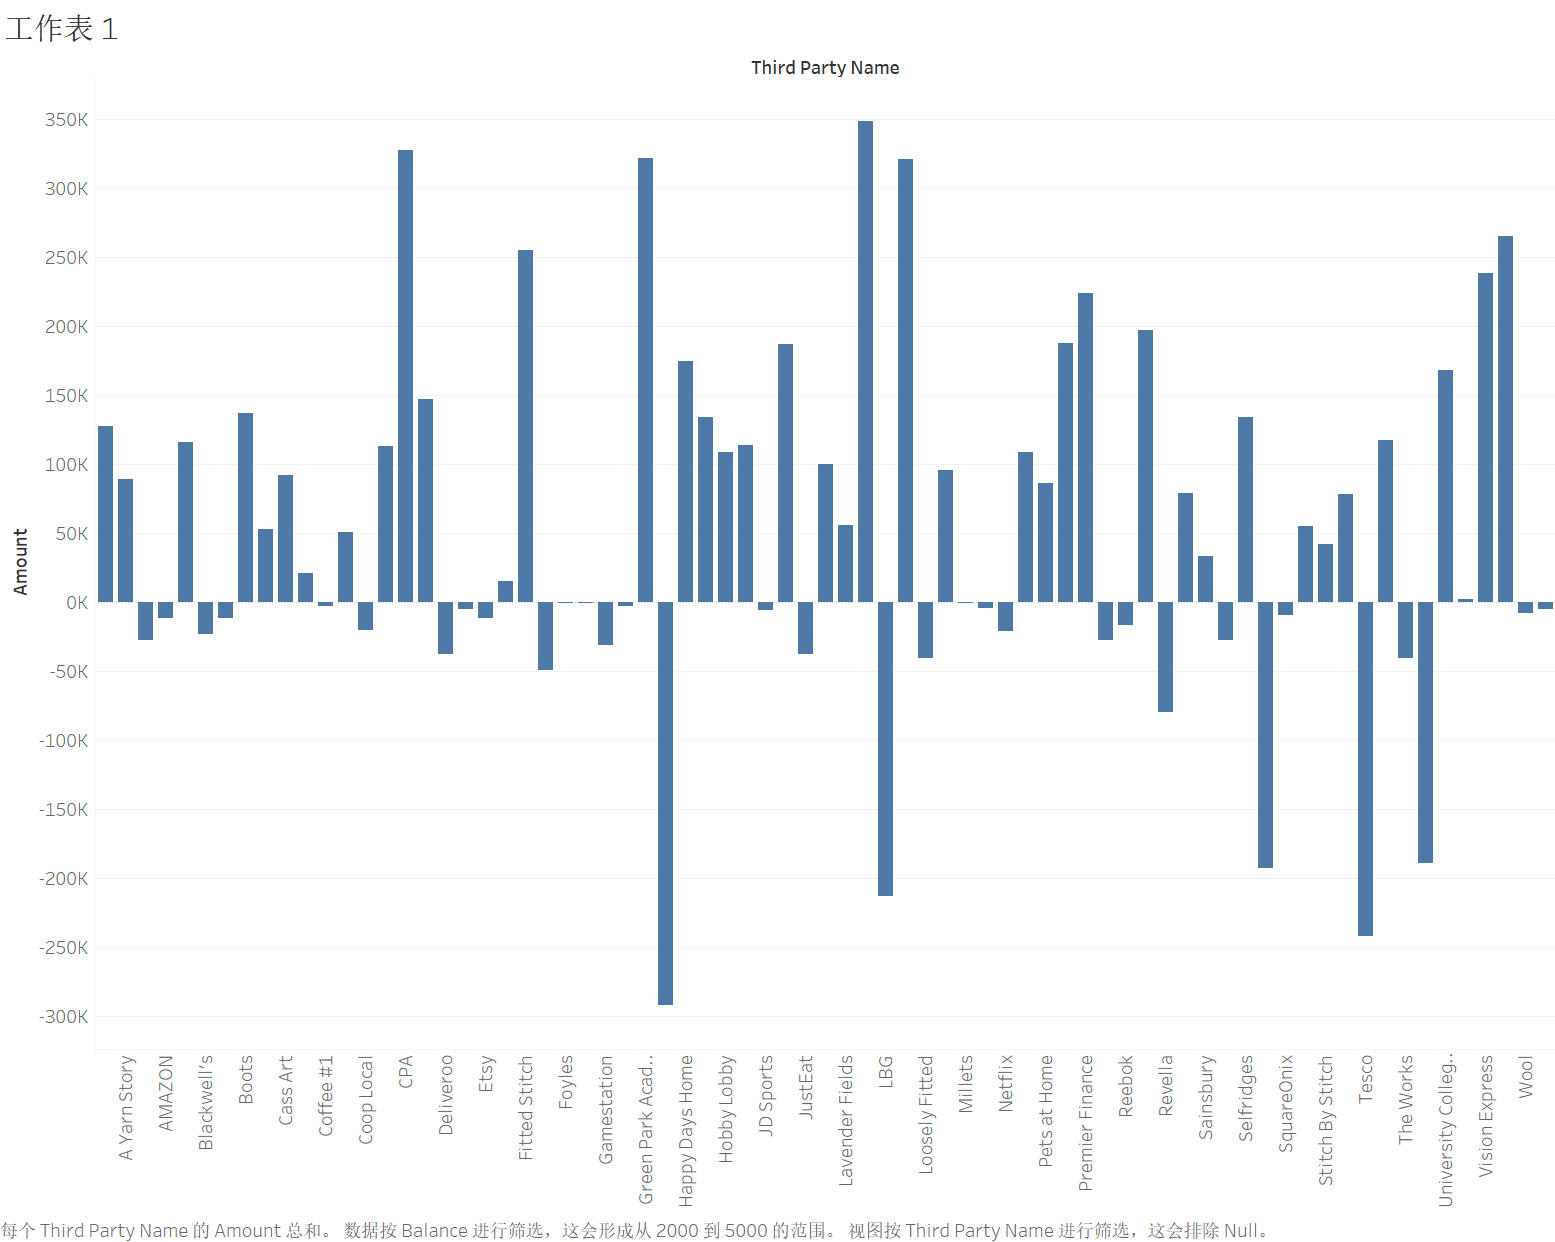 工作表 1
Third Party Name
350K
300K
250K
200K
150K
100K
50K
0K
-50K
-100K
-150K
-200K
-250K
-300K
Amount
A Yarn Story
AMAZON
Blackwell's
Boots
Cass Art
Coffee #1
Coop Local
CPA
Deliveroo
Etsy
Fitted Stitch
Foyles
Gamestation
Green Park Acad..
Happy Days Home
Hobby Lobby
JD Sports
JustEat
Lavender Fields
LBG
Loosely Fitted
Millets
Netflix
Pets at Home
Premier Finance
Reebok
Revella
Sainsbury
Selfridges
SquareOnix
Stitch By Stitch
Tesco
The Works
University Colleg..
Vision Express
Wool
每个 Third Party Name 的 Amount 总和。 数据按 Balance 进行筛选，这会形成从 2000 到 5000 的范围。 视图按 Third Party Name 进行筛选，这会排除 Null。